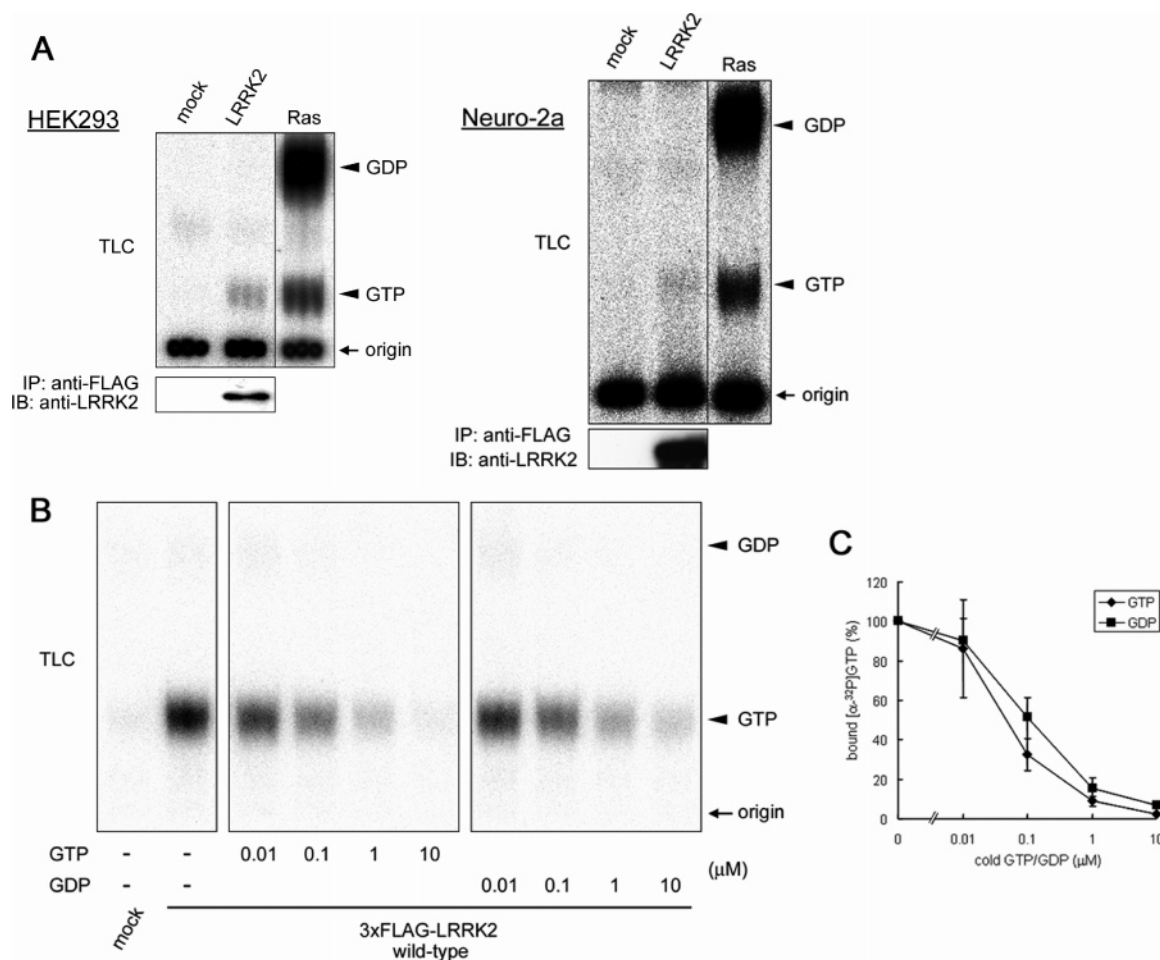 A
HEK293
mock
LRRK2
Ras
GDP
TLC
GTP
origin
IP: anti-FLAG
IB: anti-LRRK2
Neuro-2a
mock
LRRK2
Ras
GDP
TLC
GTP
origin
IP: anti-FLAG
IB: anti-LRRK2
B
GDP
TLC
GTP
origin
GTP - - 0.01 0.1 1 10
(μM)
GDP - - 0.01 0.1 1 10
mock
3xFLAG-LRRK2
wild-type
C
120
100
80
60
40
20
0
bound [α-³²P]GTP (%)
GTP
GDP
0 0.01 0.1 1 10
cold GTP/GDP (μM)